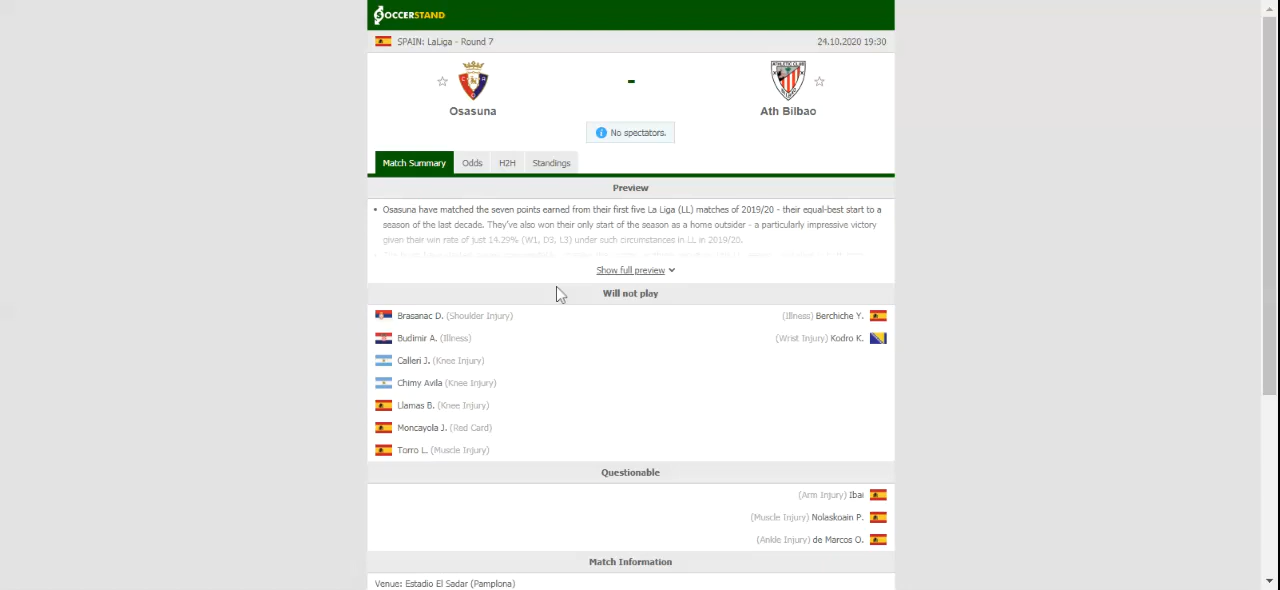 SOCCERSTAND
SPAIN: LaLiga - Round 7 24.10.2020 19:30
-
Osasuna Ath Bilbao
No spectators.
Match Summary Odds H2H Standings
Preview
Osasuna have matched the seven points earned from their first five La Liga (LL) matches of 2019/20 - their equal-best start to a
season of the last decade. They've also won their only start of the season as a home outsider - a particularly impressive victory
given their win rate of just 14.29% (W1, D3, L3) under such circumstances in LL in 2019/20.
Show full preview
Will not play
Brasanac D. (Shoulder Injury) (Illness) Berchiche Y.
Budimir A. (Illness) (Wrist Injury) Kodro K.
Calleri J. (Knee Injury)
Chimy Avila (Knee Injury)
Llamas B. (Knee Injury)
Moncayola J. (Red Card)
Torro L. (Muscle Injury)
Questionable
(Arm Injury) Ibai
(Muscle Injury) Nolaskoain P.
(Ankle Injury) de Marcos O.
Match Information
Venue: Estadio El Sadar (Pamplona)